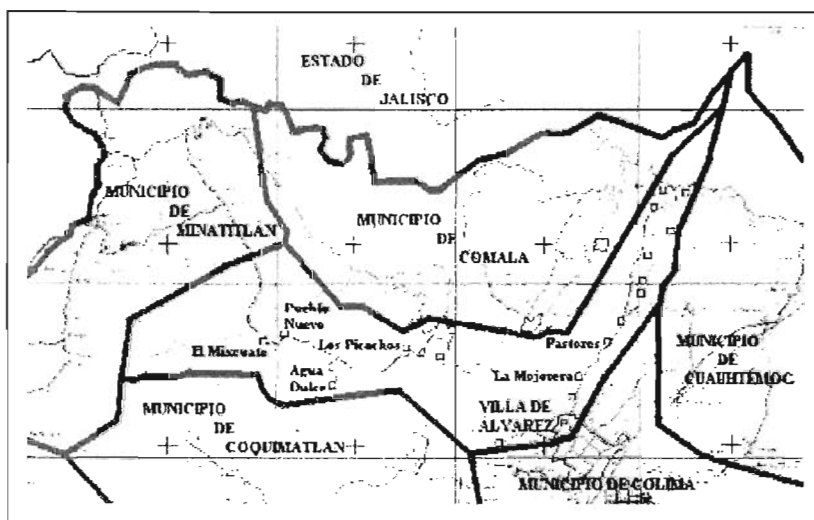 ESTADO
DE
JALISCO
MUNICIPIO
DE
MINATITLAN
MUNICIPIO
DE
COMALA
Pueblo
Nuevo
El Mixcuate
Los Picachos
Agua
Dulce
Pastores
La Mojotera
MUNICIPIO
DE
CUAUHTEMOC
VILLA DE
ALVAREZ
MUNICIPIO
DE
COQUIMATLAN
MUNICIPIO DE COLIMA